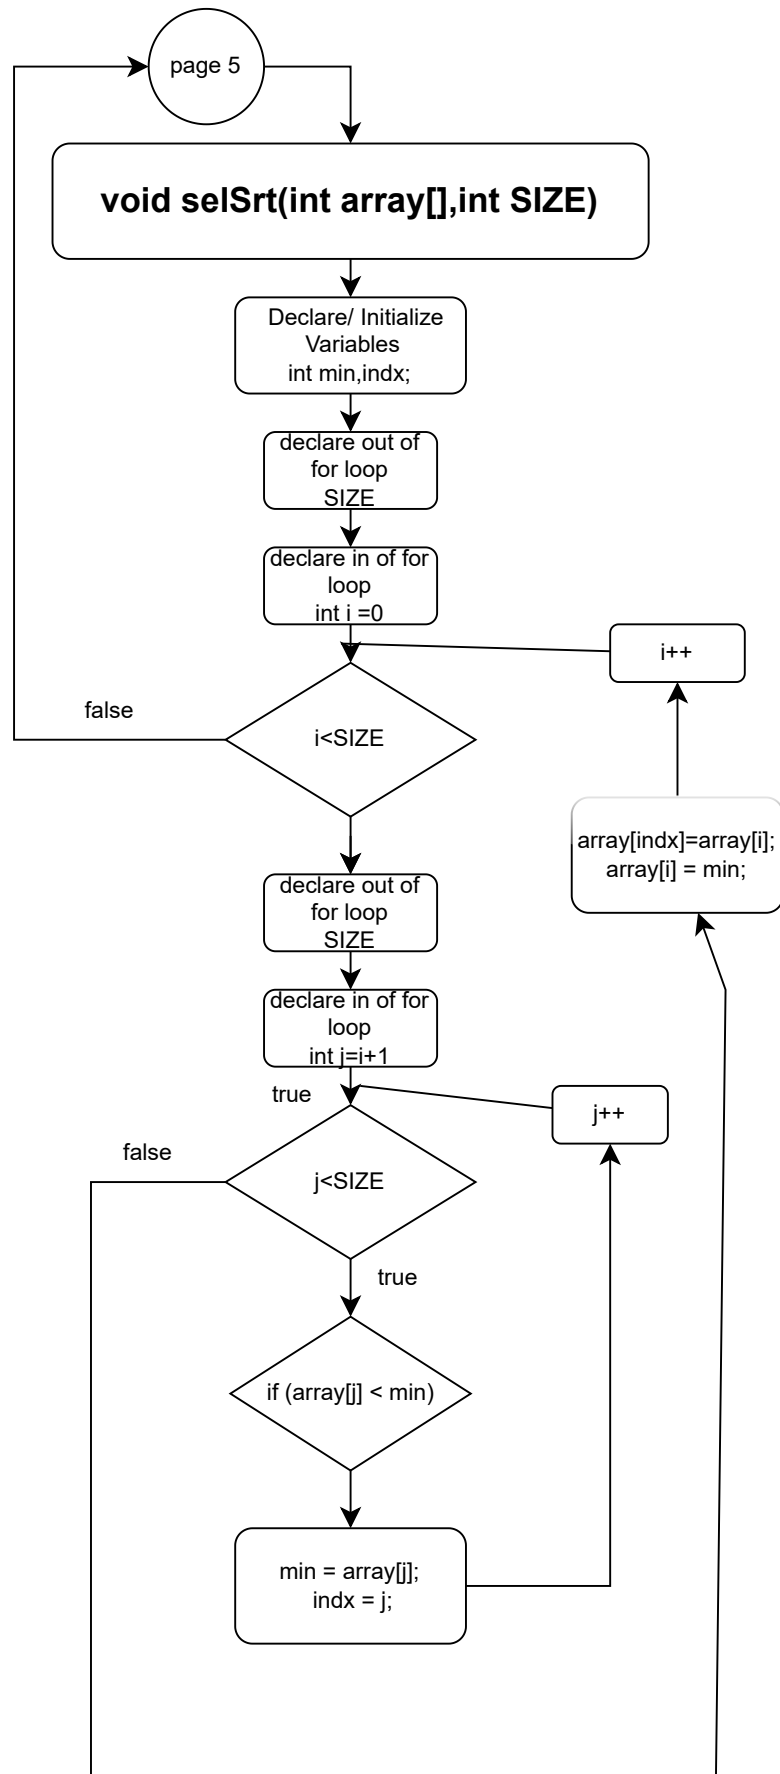 page 5
void selSrt(int array[],int SIZE)
Declare/ Initialize
Variables
int min,indx;
declare out of
for loop
SIZE
declare in of for
loop
int i =0
i++
false
i<SIZE
array[indx]=array[i];
array[i] = min;
declare out of
for loop
SIZE
declare in of for
loop
int j=i+1
true
j++
false
j<SIZE
true
if (array[j] < min)
min = array[j];
indx = j;